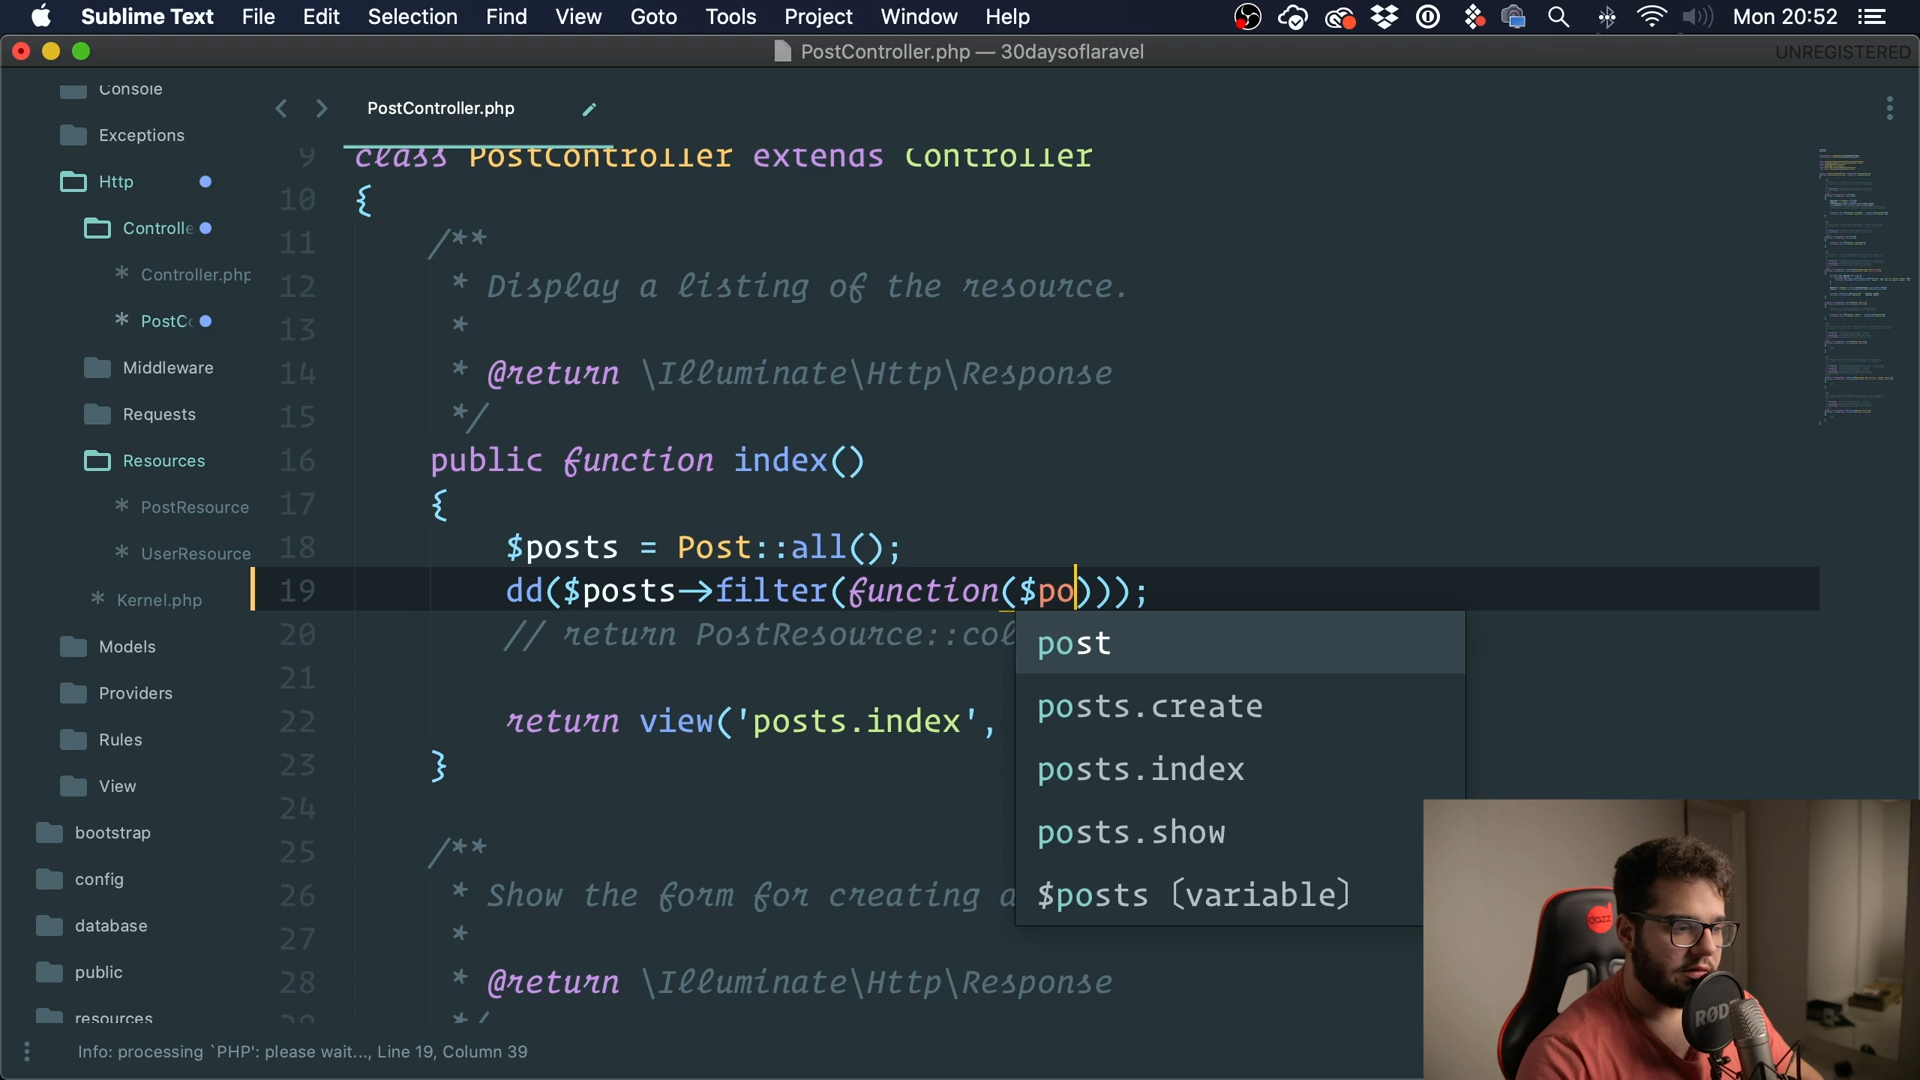 Sublime Text File Edit Selection Find View Goto Tools Project Window Help Mon 20:52
PostController.php — 30daysoflaravel UNREGISTERED
Console
Exceptions
Http
Controlle
Controller.php
PostC
Middleware
Requests
Resources
PostResource
UserResource
Kernel.php
Models
Providers
Rules
View
bootstrap
config
database
public
resources
PostController.php
9 class PostController extends Controller
10 {
11 /**
12 * Display a listing of the resource.
13 *
14 * @return \Illuminate\Http\Response
15 */
16 public function index()
17 {
18 $posts = Post::all();
19 dd($posts->filter(function($po)));
20 // return PostResource::col
21
22 return view('posts.index',
23 }
24
25 /**
26 * Show the form for creating a
27 *
28 * @return \Illuminate\Http\Response
29 */
post
posts.create
posts.index
posts.show
$posts (variable)
Info: processing `PHP': please wait..., Line 19, Column 39
dazz
RØD